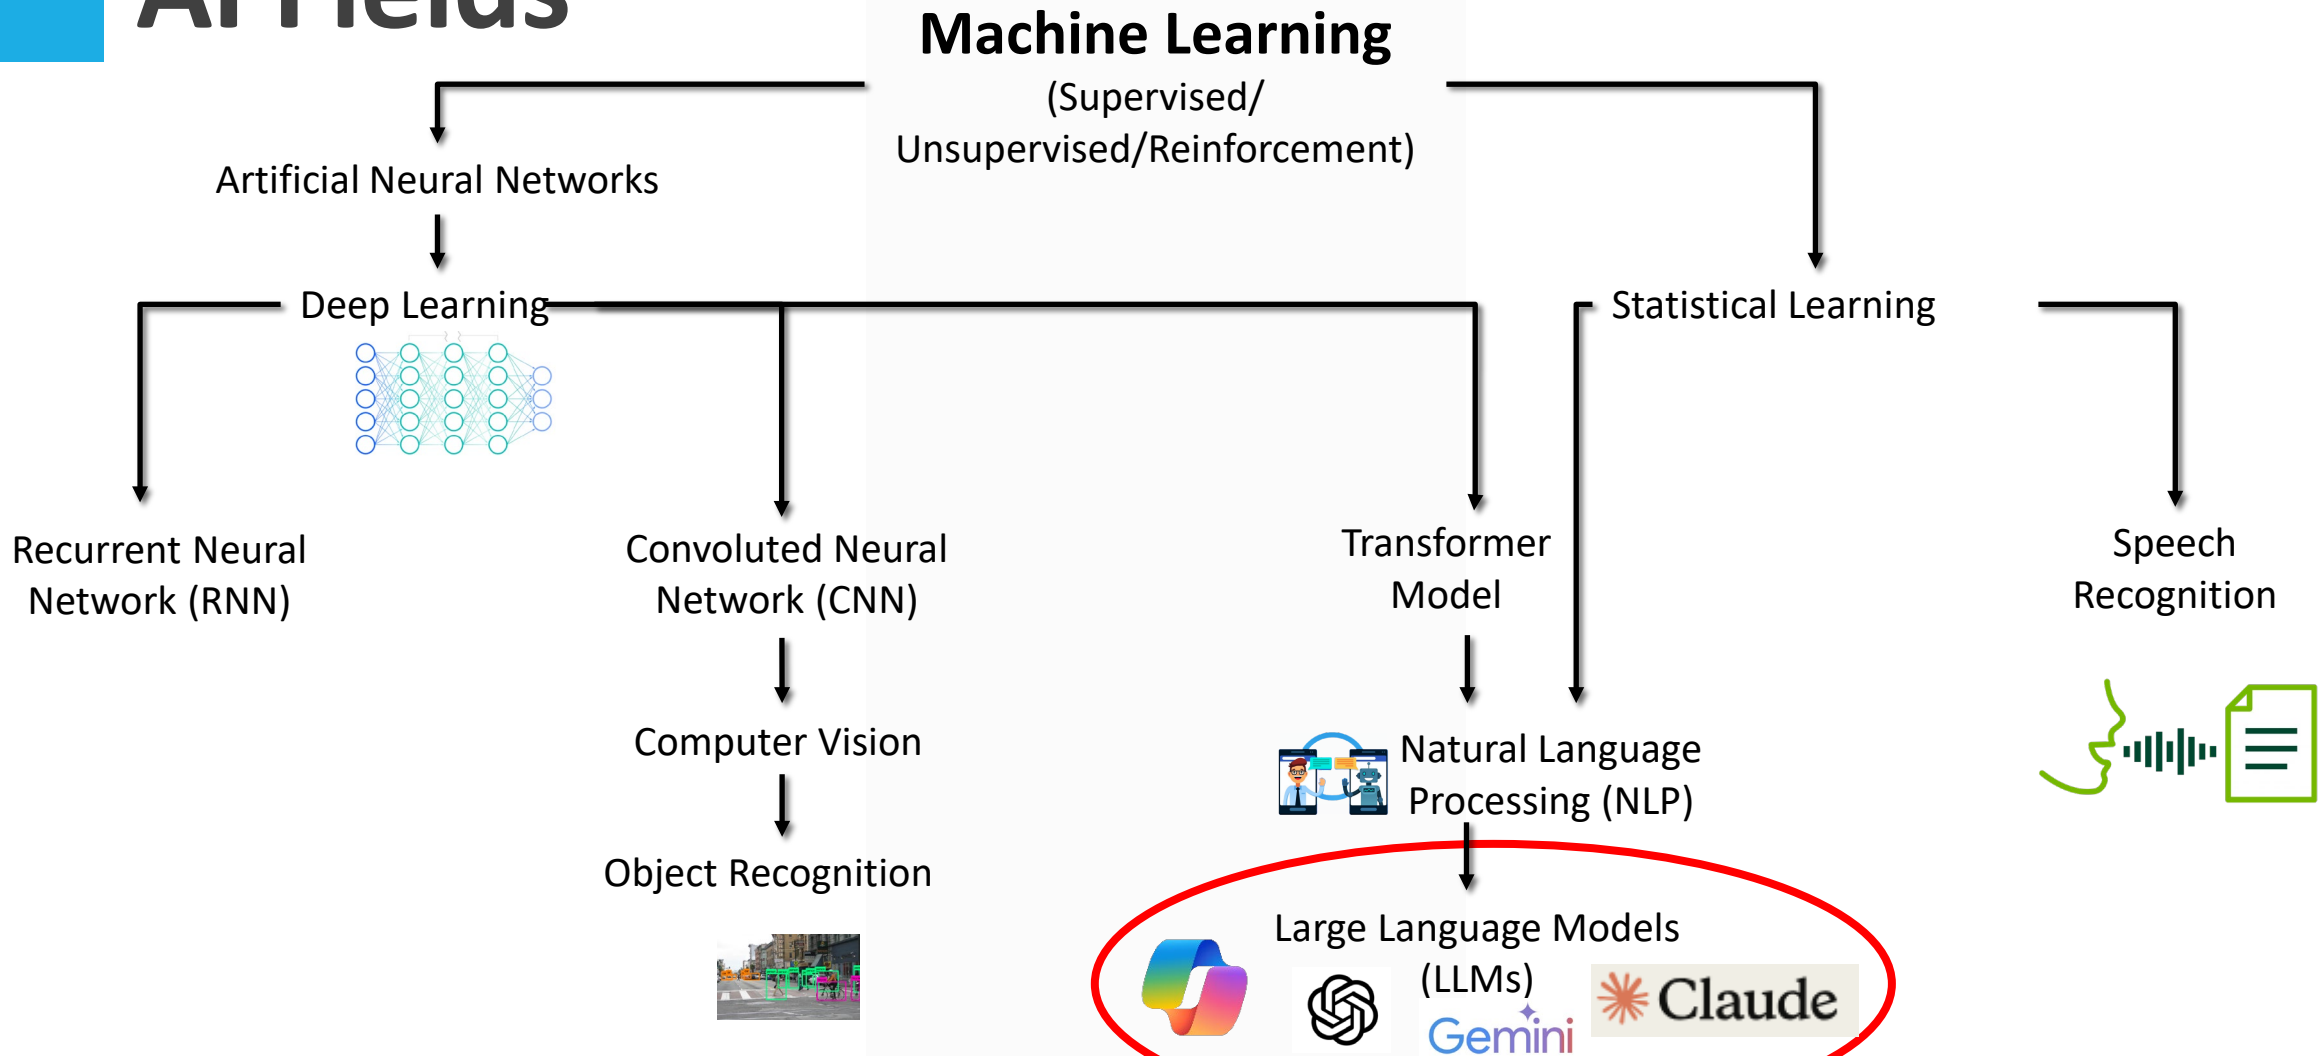 AI Fields
Machine Learning
(Supervised/
Unsupervised/Reinforcement)
Artificial Neural Networks
Deep Learning
Statistical Learning
Recurrent Neural
Network (RNN)
Convoluted Neural
Network (CNN)
Transformer
Model
Speech
Recognition
Computer Vision
Natural Language
Processing (NLP)
Object Recognition
Large Language Models
(LLMs)
Claude
Gemini